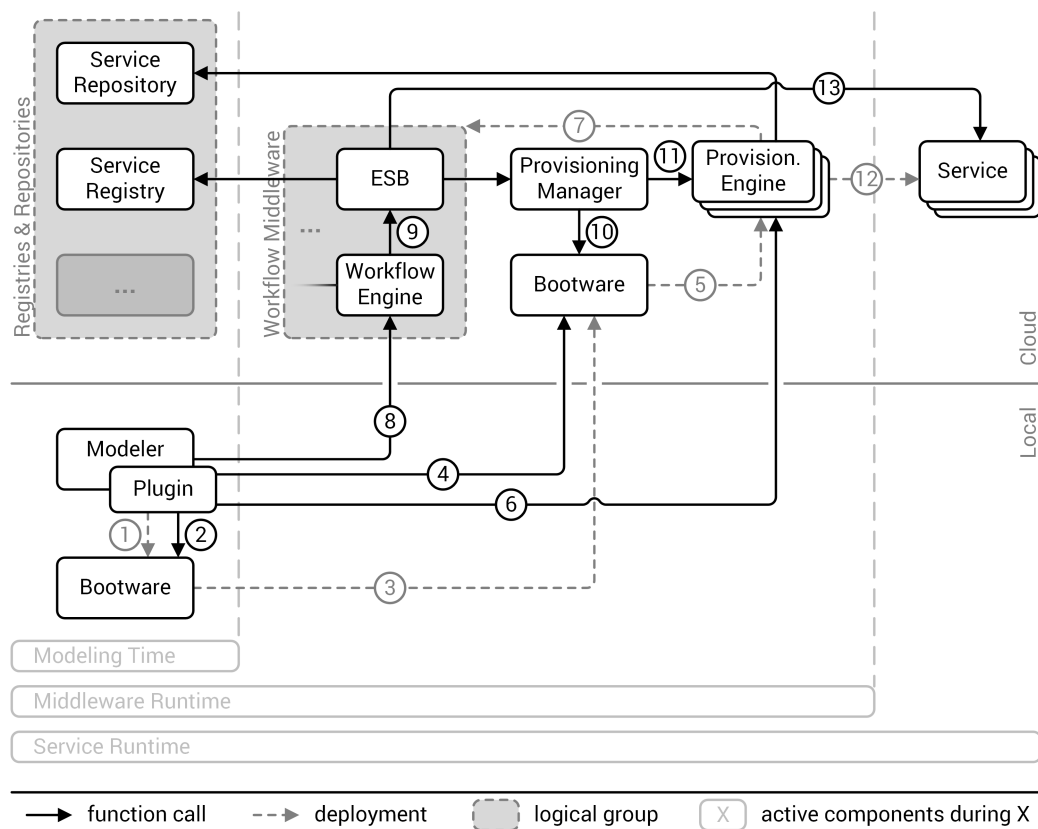 Registries & Repositories
Service
Repository
Service
Registry
...
Workflow Middleware
ESB
...
Workflow
Engine
Provisioning
Manager
Provision.
Engine
Service
Bootware
13
7
11
12
9
10
5
Cloud
Local
8
Modeler
Plugin
4
6
1
2
Bootware
3
Modeling Time
Middleware Runtime
Service Runtime
function call
deployment
logical group
X
active components during X